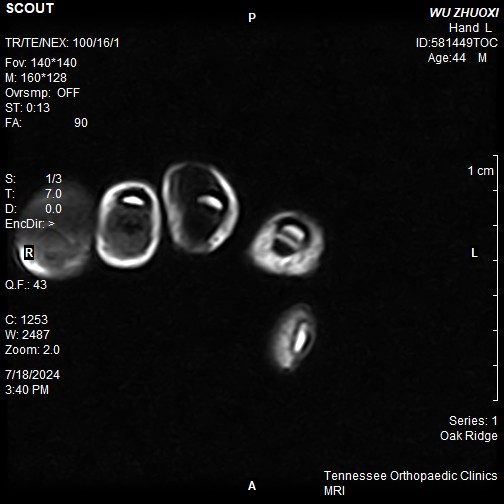 SCOUT
P
WU ZHUOXI
Hand L
ID:581449TOC
Age:44 M
TR/TE/NEX: 100/16/1
Fov: 140*140
M: 160*128
Ovrsmp: OFF
ST: 0:13
FA: 90
1 cm
S: 1/3
T: 7.0
D: 0.0
EncDir: >
R
L
Q.F.: 43
C: 1253
W: 2487
Zoom: 2.0
7/18/2024
3:40 PM
Series: 1
Oak Ridge
A
Tennessee Orthopaedic Clinics
MRI